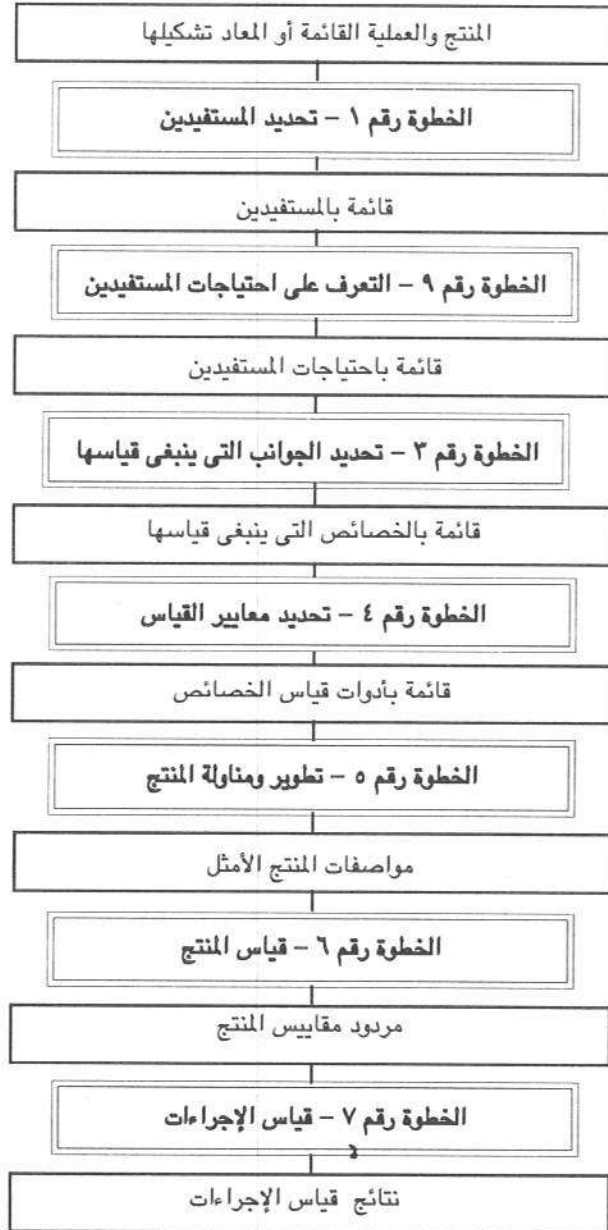 المنتج والعملية القائمة أو المعاد تشكيلها
الخطوة رقم ١ – تحديد المستفيدين
قائمة بالمستفيدين
الخطوة رقم ٩ – التعرف على احتياجات المستفيدين
قائمة باحتياجات المستفيدين
الخطوة رقم ٣ – تحديد الجوانب التى ينبغى قياسها
قائمة بالخصائص التى ينبغى قياسها
الخطوة رقم ٤ – تحديد معايير القياس
قائمة بأدوات قياس الخصائص
الخطوة رقم ٥ – تطوير ومناولة المنتج
مواصفات المنتج الأمثل
الخطوة رقم ٦ – قياس المنتج
مردود مقاييس المنتج
الخطوة رقم ٧ – قياس الإجراءات
نتائج قياس الإجراءات